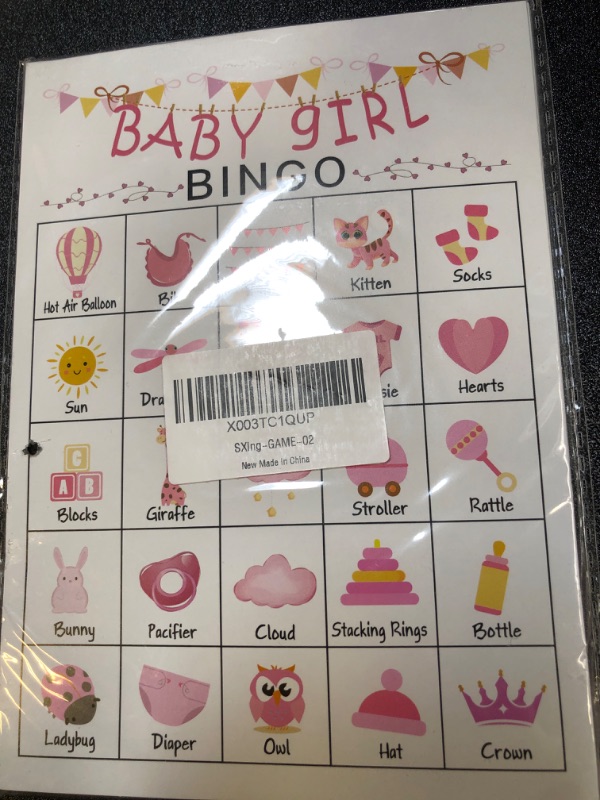 BABY GIRL
BINGO
Hot Air Balloon
Kitten
Socks
Sun
Hearts
X003TC1QUP
SXing-GAME-02
New Made in China
C
A B
Blocks
Giraffe
Stroller
Rattle
Bunny
Pacifier
Cloud
Stacking Rings
Bottle
Ladybug
Diaper
Owl
Hat
Crown